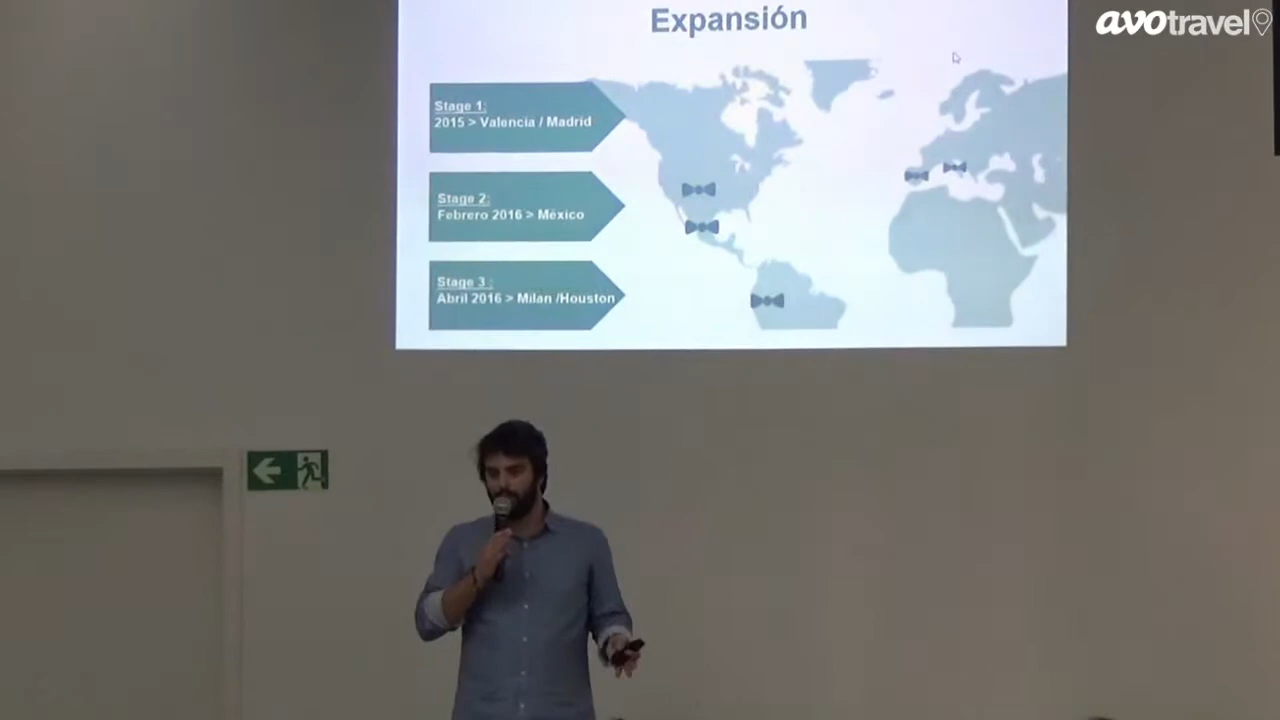 Expansión
avotravel
Stage 1:
2015 > Valencia / Madrid
Stage 2:
Febrero 2016 > México
Stage 3 :
Abril 2016 > Milan /Houston